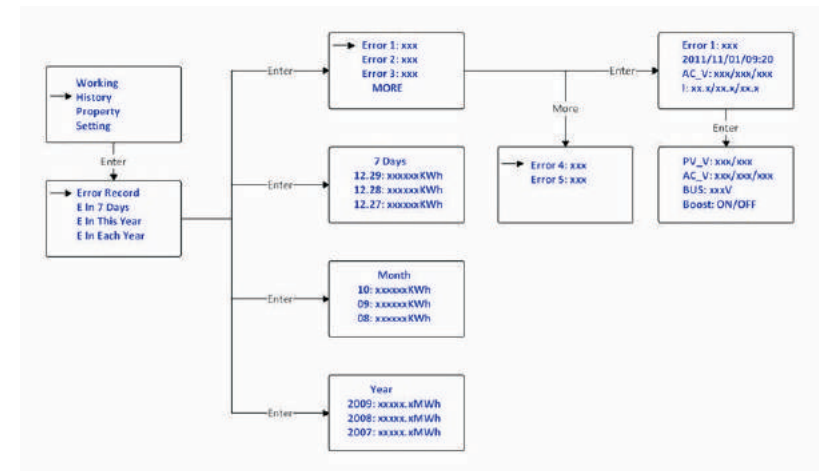 Working
History
Property
Setting
Enter
Error Record
E In 7 Days
E In This Year
E In Each Year
Enter
Error 1: xxx
Error 2: xxx
Error 3: xxx
MORE
Enter
7 Days
12.29: xxxxxxKWh
12.28: xxxxxxKWh
12.27: xxxxxxKWh
Enter
Month
10: xxxxxxKWh
09: xxxxxxKWh
08: xxxxxxKWh
Enter
Year
2009: xxxxx.xMWh
2008: xxxxx.xMWh
2007: xxxxx.xMWh
More
Error 4: xxx
Error 5: xxx
Enter
Error 1: xxx
2011/11/01/09:20
AC_V: xxx/xxx/xxx
I: xx.x/xx.x/xx.x
Enter
PV_V: xxx/xxx
AC_V: xxx/xxx/xxx
BUS: xxxV
Boost: ON/OFF